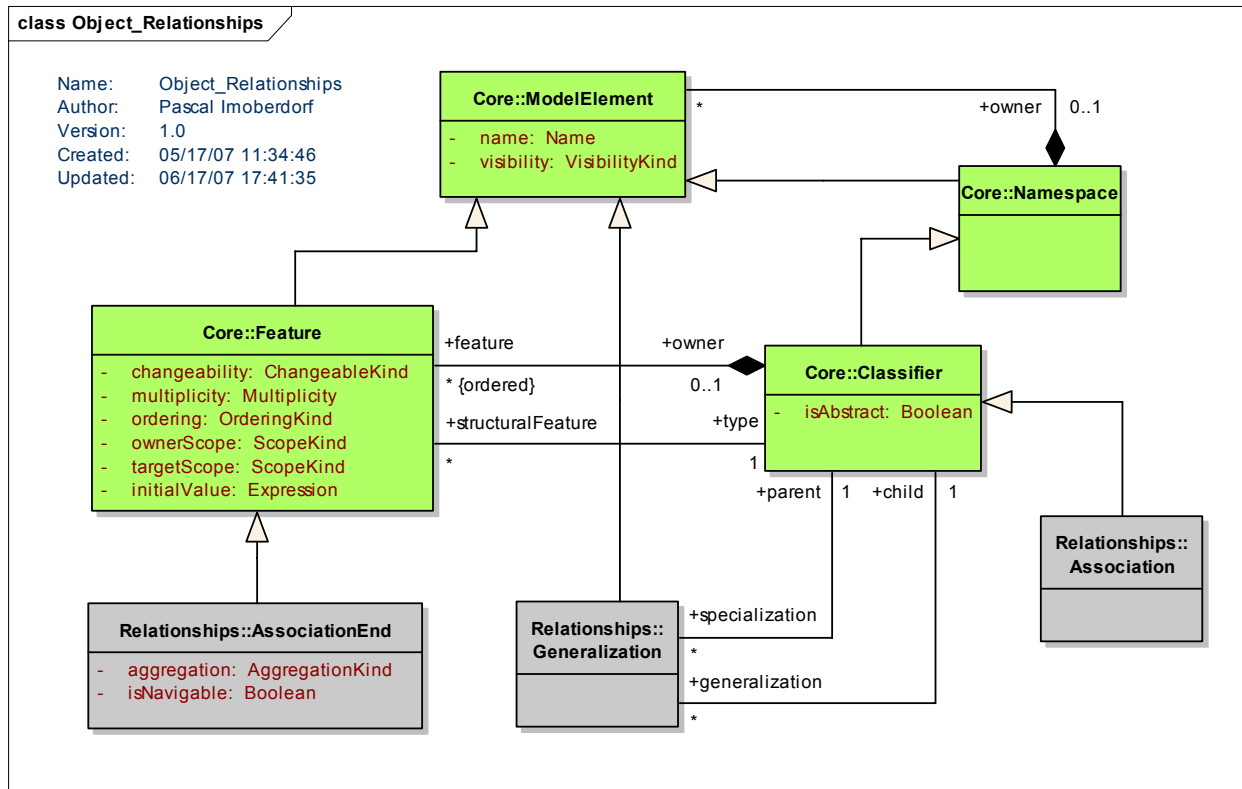 class Object_Relationships
Name: Object_Relationships
Author: Pascal Imoberdorf
Version: 1.0
Created: 05/17/07 11:34:46
Updated: 06/17/07 17:41:35
Core::ModelElement
- name: Name
- visibility: VisibilityKind
*
+owner 0..1
Core::Namespace
Core::Feature
- changeability: ChangeableKind
- multiplicity: Multiplicity
- ordering: OrderingKind
- ownerScope: ScopeKind
- targetScope: ScopeKind
- initialValue: Expression
+feature +owner
* {ordered} 0..1
+structuralFeature +type
* 1
Core::Classifier
- isAbstract: Boolean
+parent 1 +child 1
Relationships::
Association
Relationships::AssociationEnd
- aggregation: AggregationKind
- isNavigable: Boolean
Relationships::
Generalization
+specialization
*
+generalization
*